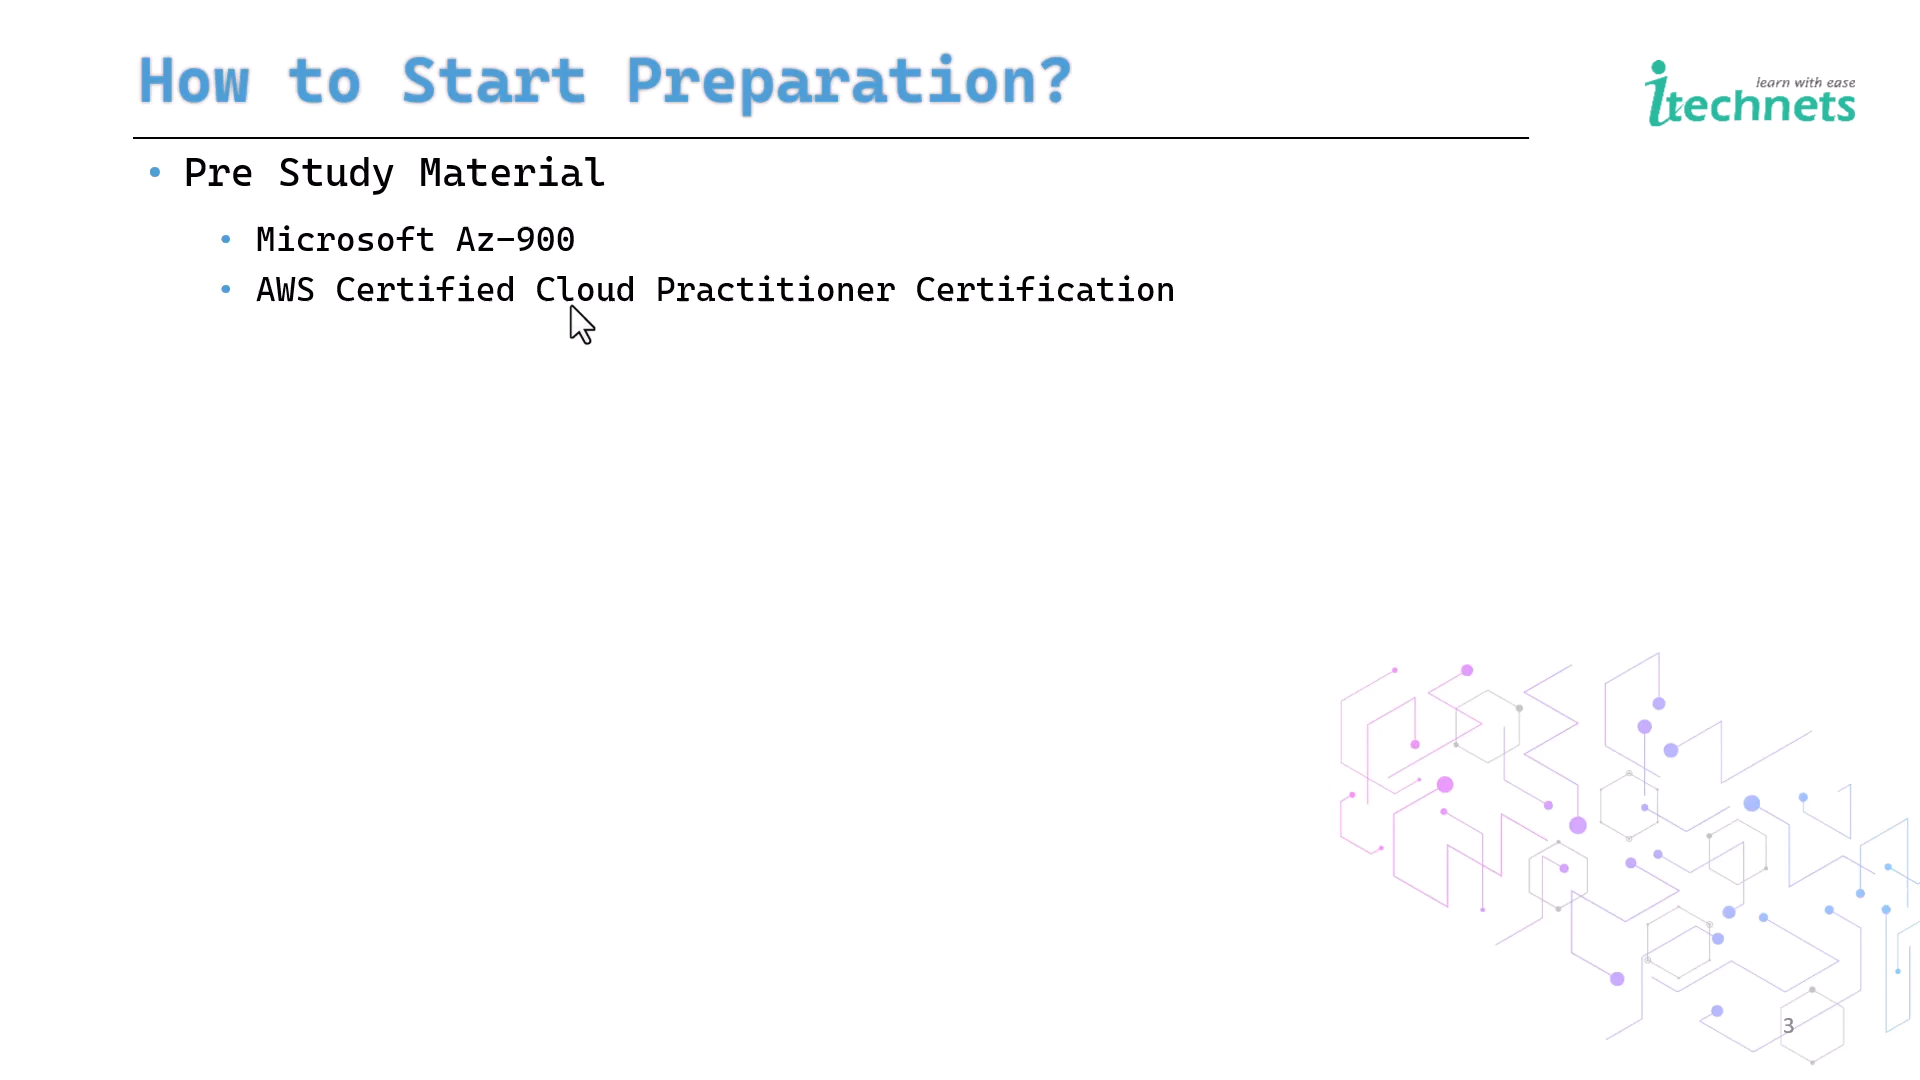 How to Start Preparation?
learn with ease
itechnets
• Pre Study Material
• Microsoft Az-900
• AWS Certified Cloud Practitioner Certification
3